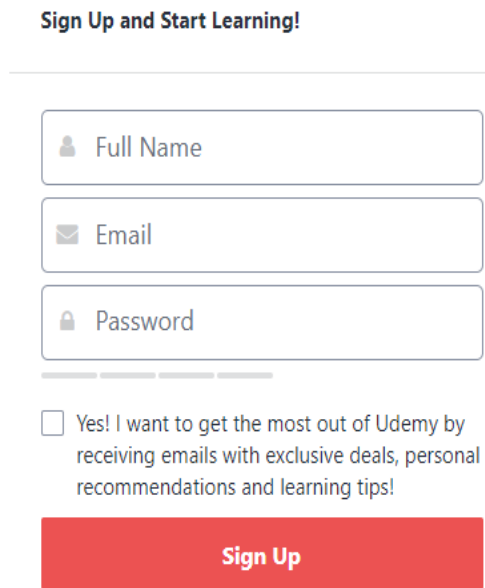 Sign Up and Start Learning!
Full Name
Email
Password
Yes! I want to get the most out of Udemy by
receiving emails with exclusive deals, personal
recommendations and learning tips!
Sign Up